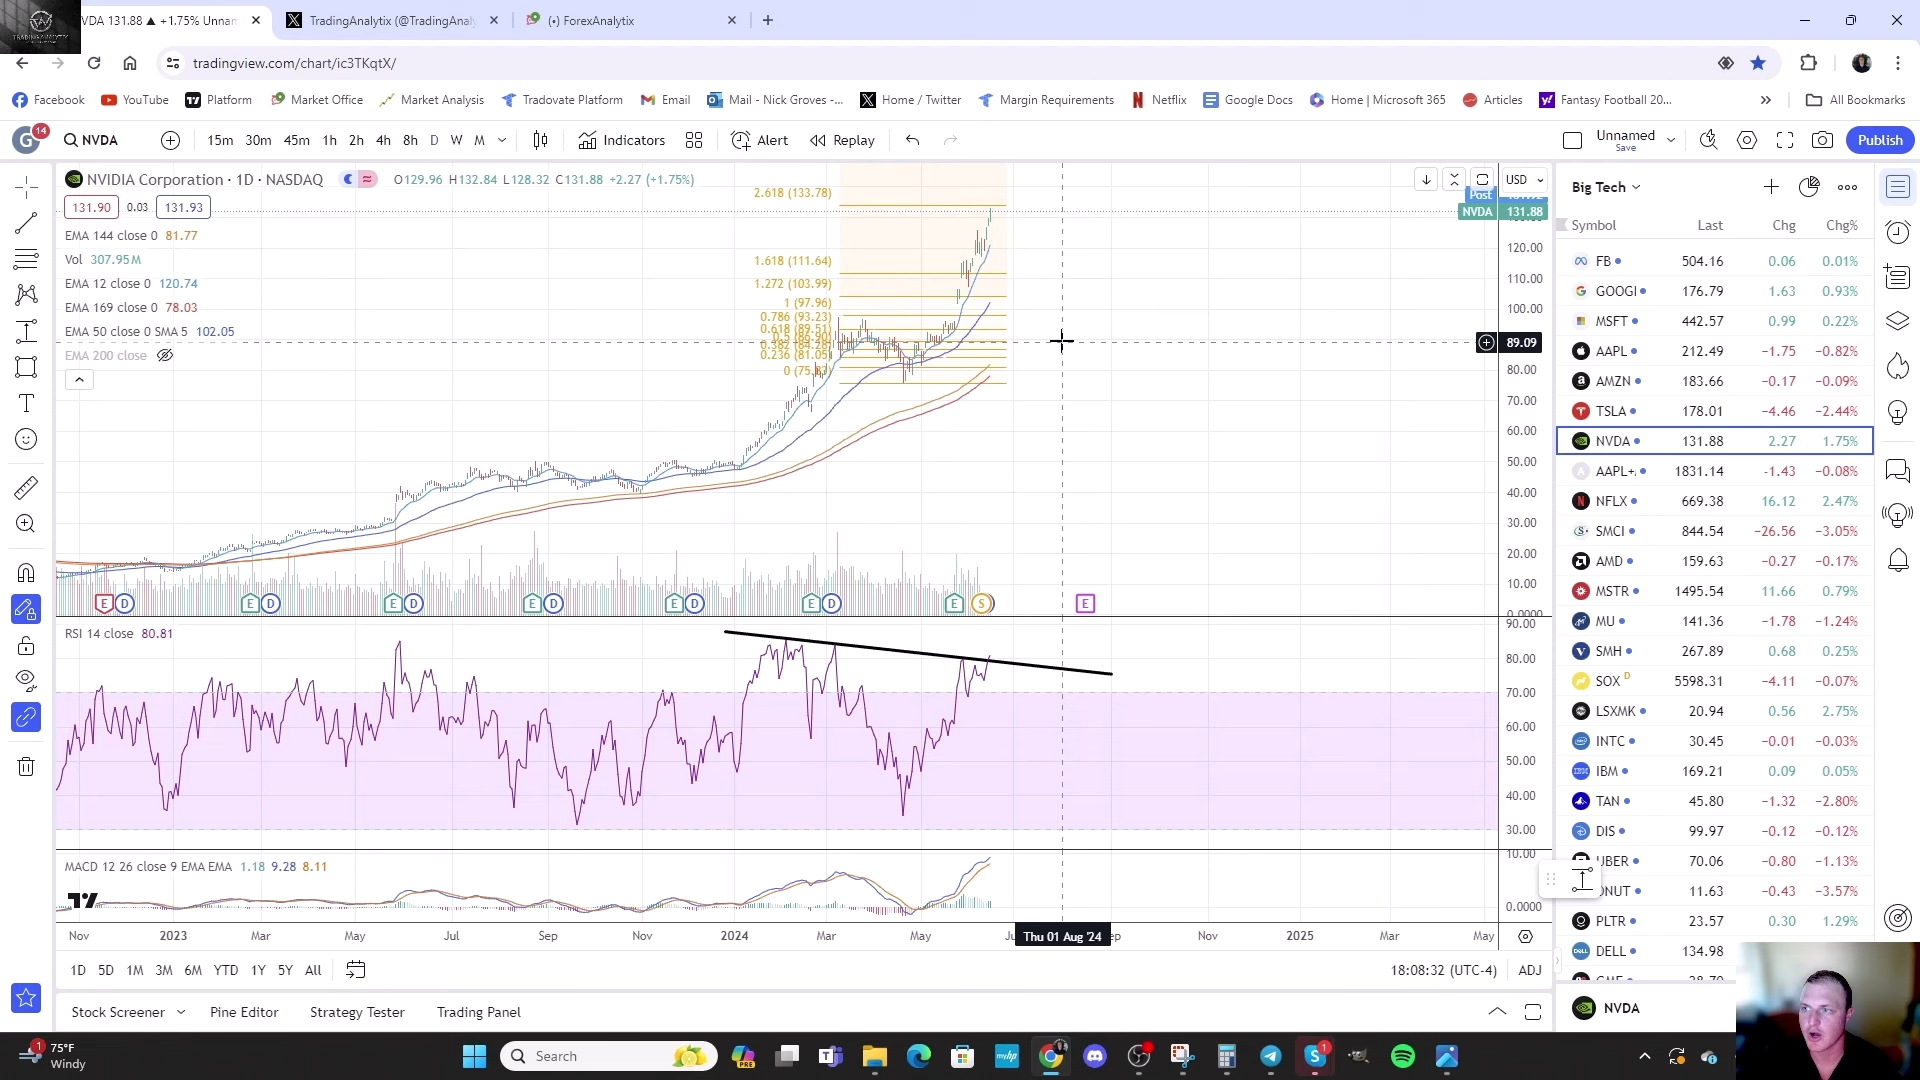 VDA 131.88 ▲ +1.75% Unnam
TradingAnalytix (@TradingAnaly
(•) ForexAnalytix
tradingview.com/chart/ic3TKqtX/
Facebook YouTube Platform Market Office Market Analysis Tradovate Platform Email Mail - Nick Groves -... Home / Twitter Margin Requirements Netflix Google Docs Home | Microsoft 365 Articles Fantasy Football 20... All Bookmarks
14 NVDA 15m 30m 45m 1h 2h 4h 8h D W M Indicators Alert Replay Unnamed Save Publish
NVIDIA Corporation · 1D · NASDAQ O129.96 H132.84 L128.32 C131.88 +2.27 (+1.75%) USD
131.90 0.03 131.93
Post
NVDA 131.88
EMA 144 close 0 81.77
Vol 307.95M
EMA 12 close 0 120.74
EMA 169 close 0 78.03
EMA 50 close 0 SMA 5 102.05
EMA 200 close
2.618 (133.78)
1.618 (111.64)
1.272 (103.99)
1 (97.96)
0.786 (93.23)
0.618 (89.51)
0.382 (84.28)
0.236 (81.05)
120.00
110.00
100.00
89.09
80.00
70.00
60.00
50.00
40.00
30.00
20.00
10.00
0.0000
E D E D E D E D E D E D E S E
RSI 14 close 80.81
90.00
80.00
70.00
60.00
50.00
40.00
30.00
MACD 12 26 close 9 EMA EMA 1.18 9.28 8.11
10.00
0.0000
Nov 2023 Mar May Jul Sep Nov 2024 Mar May Thu 01 Aug '24 Nov 2025 Mar May
1D 5D 1M 3M 6M YTD 1Y 5Y All 18:08:32 (UTC-4) ADJ
Stock Screener Pine Editor Strategy Tester Trading Panel
Big Tech
Symbol Last Chg Chg%
FB 504.16 0.06 0.01%
GOOGl 176.79 1.63 0.93%
MSFT 442.57 0.99 0.22%
AAPL 212.49 −1.75 −0.82%
AMZN 183.66 −0.17 −0.09%
TSLA 178.01 −4.46 −2.44%
NVDA 131.88 2.27 1.75%
AAPL+ 1831.14 -1.43 −0.08%
NFLX 669.38 16.12 2.47%
SMCI 844.54 −26.56 −3.05%
AMD 159.63 −0.27 −0.17%
MSTR 1495.54 11.66 0.79%
MU 141.36 −1.78 −1.24%
SMH 267.89 0.68 0.25%
SOX D 5598.31 −4.11 −0.07%
LSXMK 20.94 0.56 2.75%
INTC 30.45 −0.01 −0.03%
IBM 169.21 0.09 0.05%
TAN 45.80 −1.32 −2.80%
DIS 99.97 −0.12 −0.12%
UBER 70.06 −0.80 −1.13%
NUT 11.63 −0.43 −3.57%
PLTR 23.57 0.30 1.29%
DELL 134.98
NVDA
1 75°F
Windy
Search